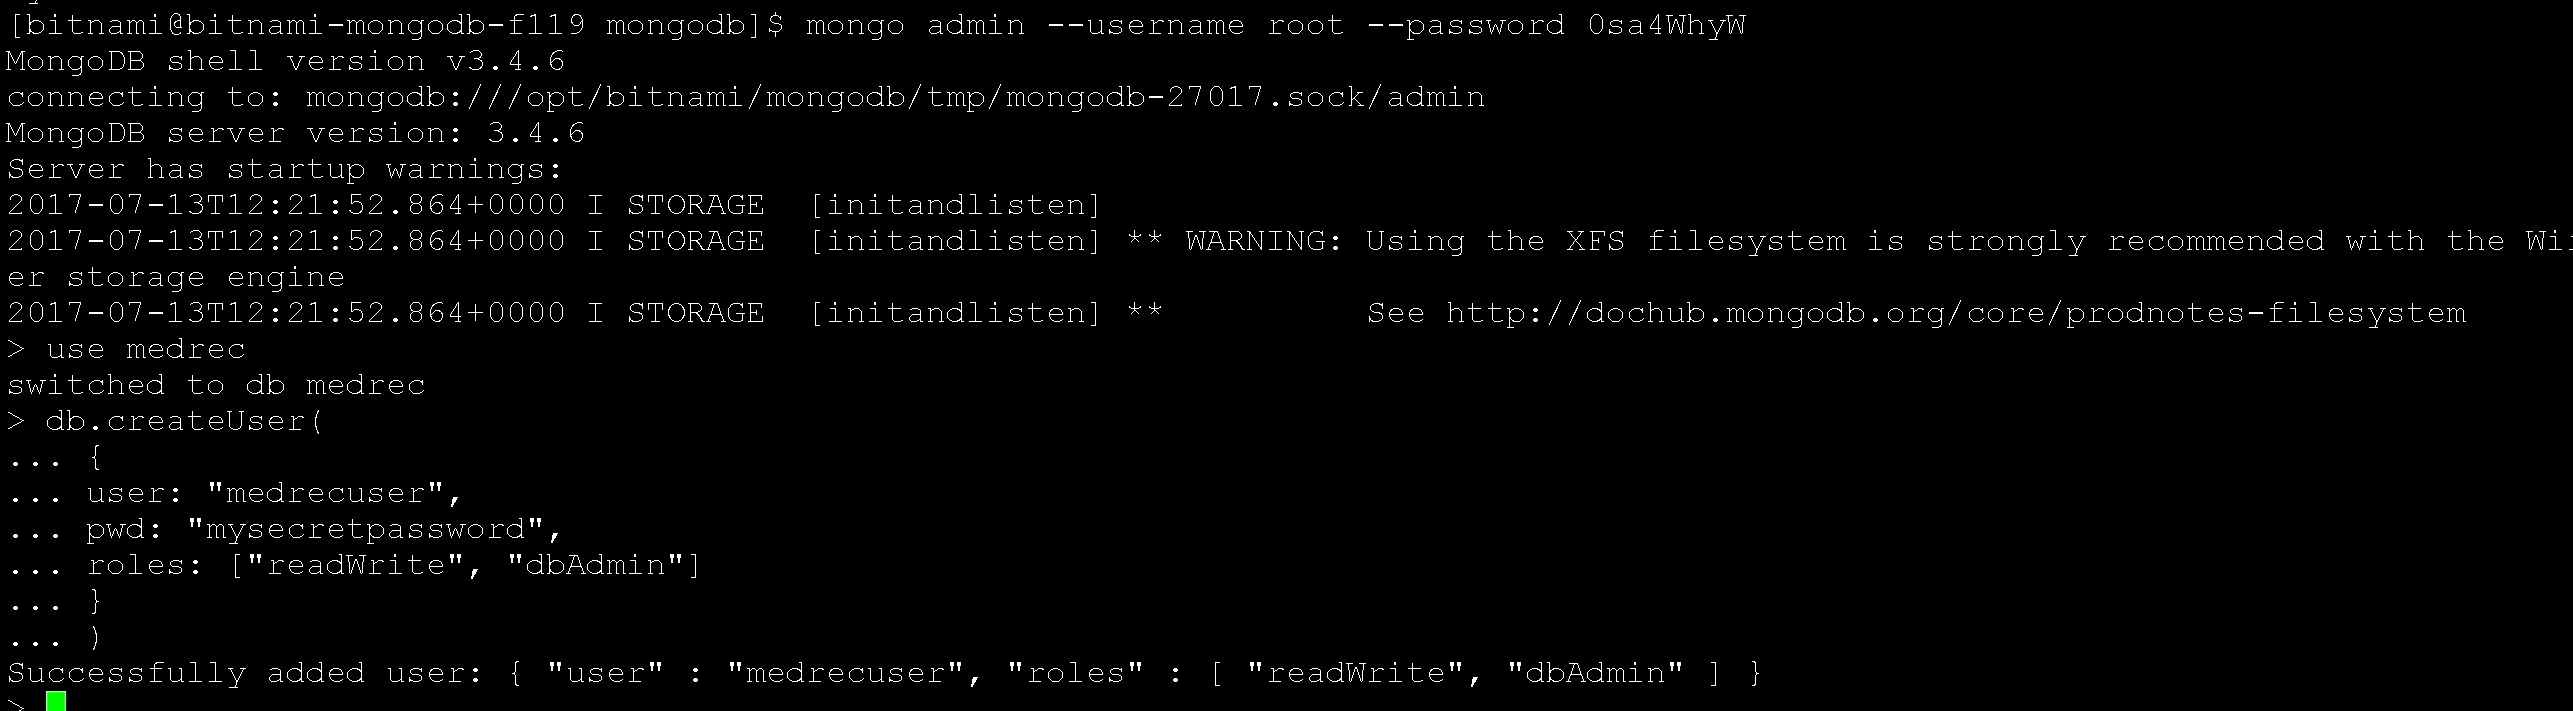 [bitnami@bitnami-mongodb-f119 mongodb]$ mongo admin --username root --password 0sa4WhyW
MongoDB shell version v3.4.6
connecting to: mongodb:///opt/bitnami/mongodb/tmp/mongodb-27017.sock/admin
MongoDB server version: 3.4.6
Server has startup warnings:
2017-07-13T12:21:52.864+0000 I STORAGE  [initandlisten]
2017-07-13T12:21:52.864+0000 I STORAGE  [initandlisten] ** WARNING: Using the XFS filesystem is strongly recommended with the
er storage engine
2017-07-13T12:21:52.864+0000 I STORAGE  [initandlisten] **          See http://dochub.mongodb.org/core/prodnotes-filesystem
> use medrec
switched to db medrec
> db.createUser(
... {
... user: "medrecuser",
... pwd: "mysecretpassword",
... roles: ["readWrite", "dbAdmin"]
... }
... )
Successfully added user: { "user" : "medrecuser", "roles" : [ "readWrite", "dbAdmin" ] }
>